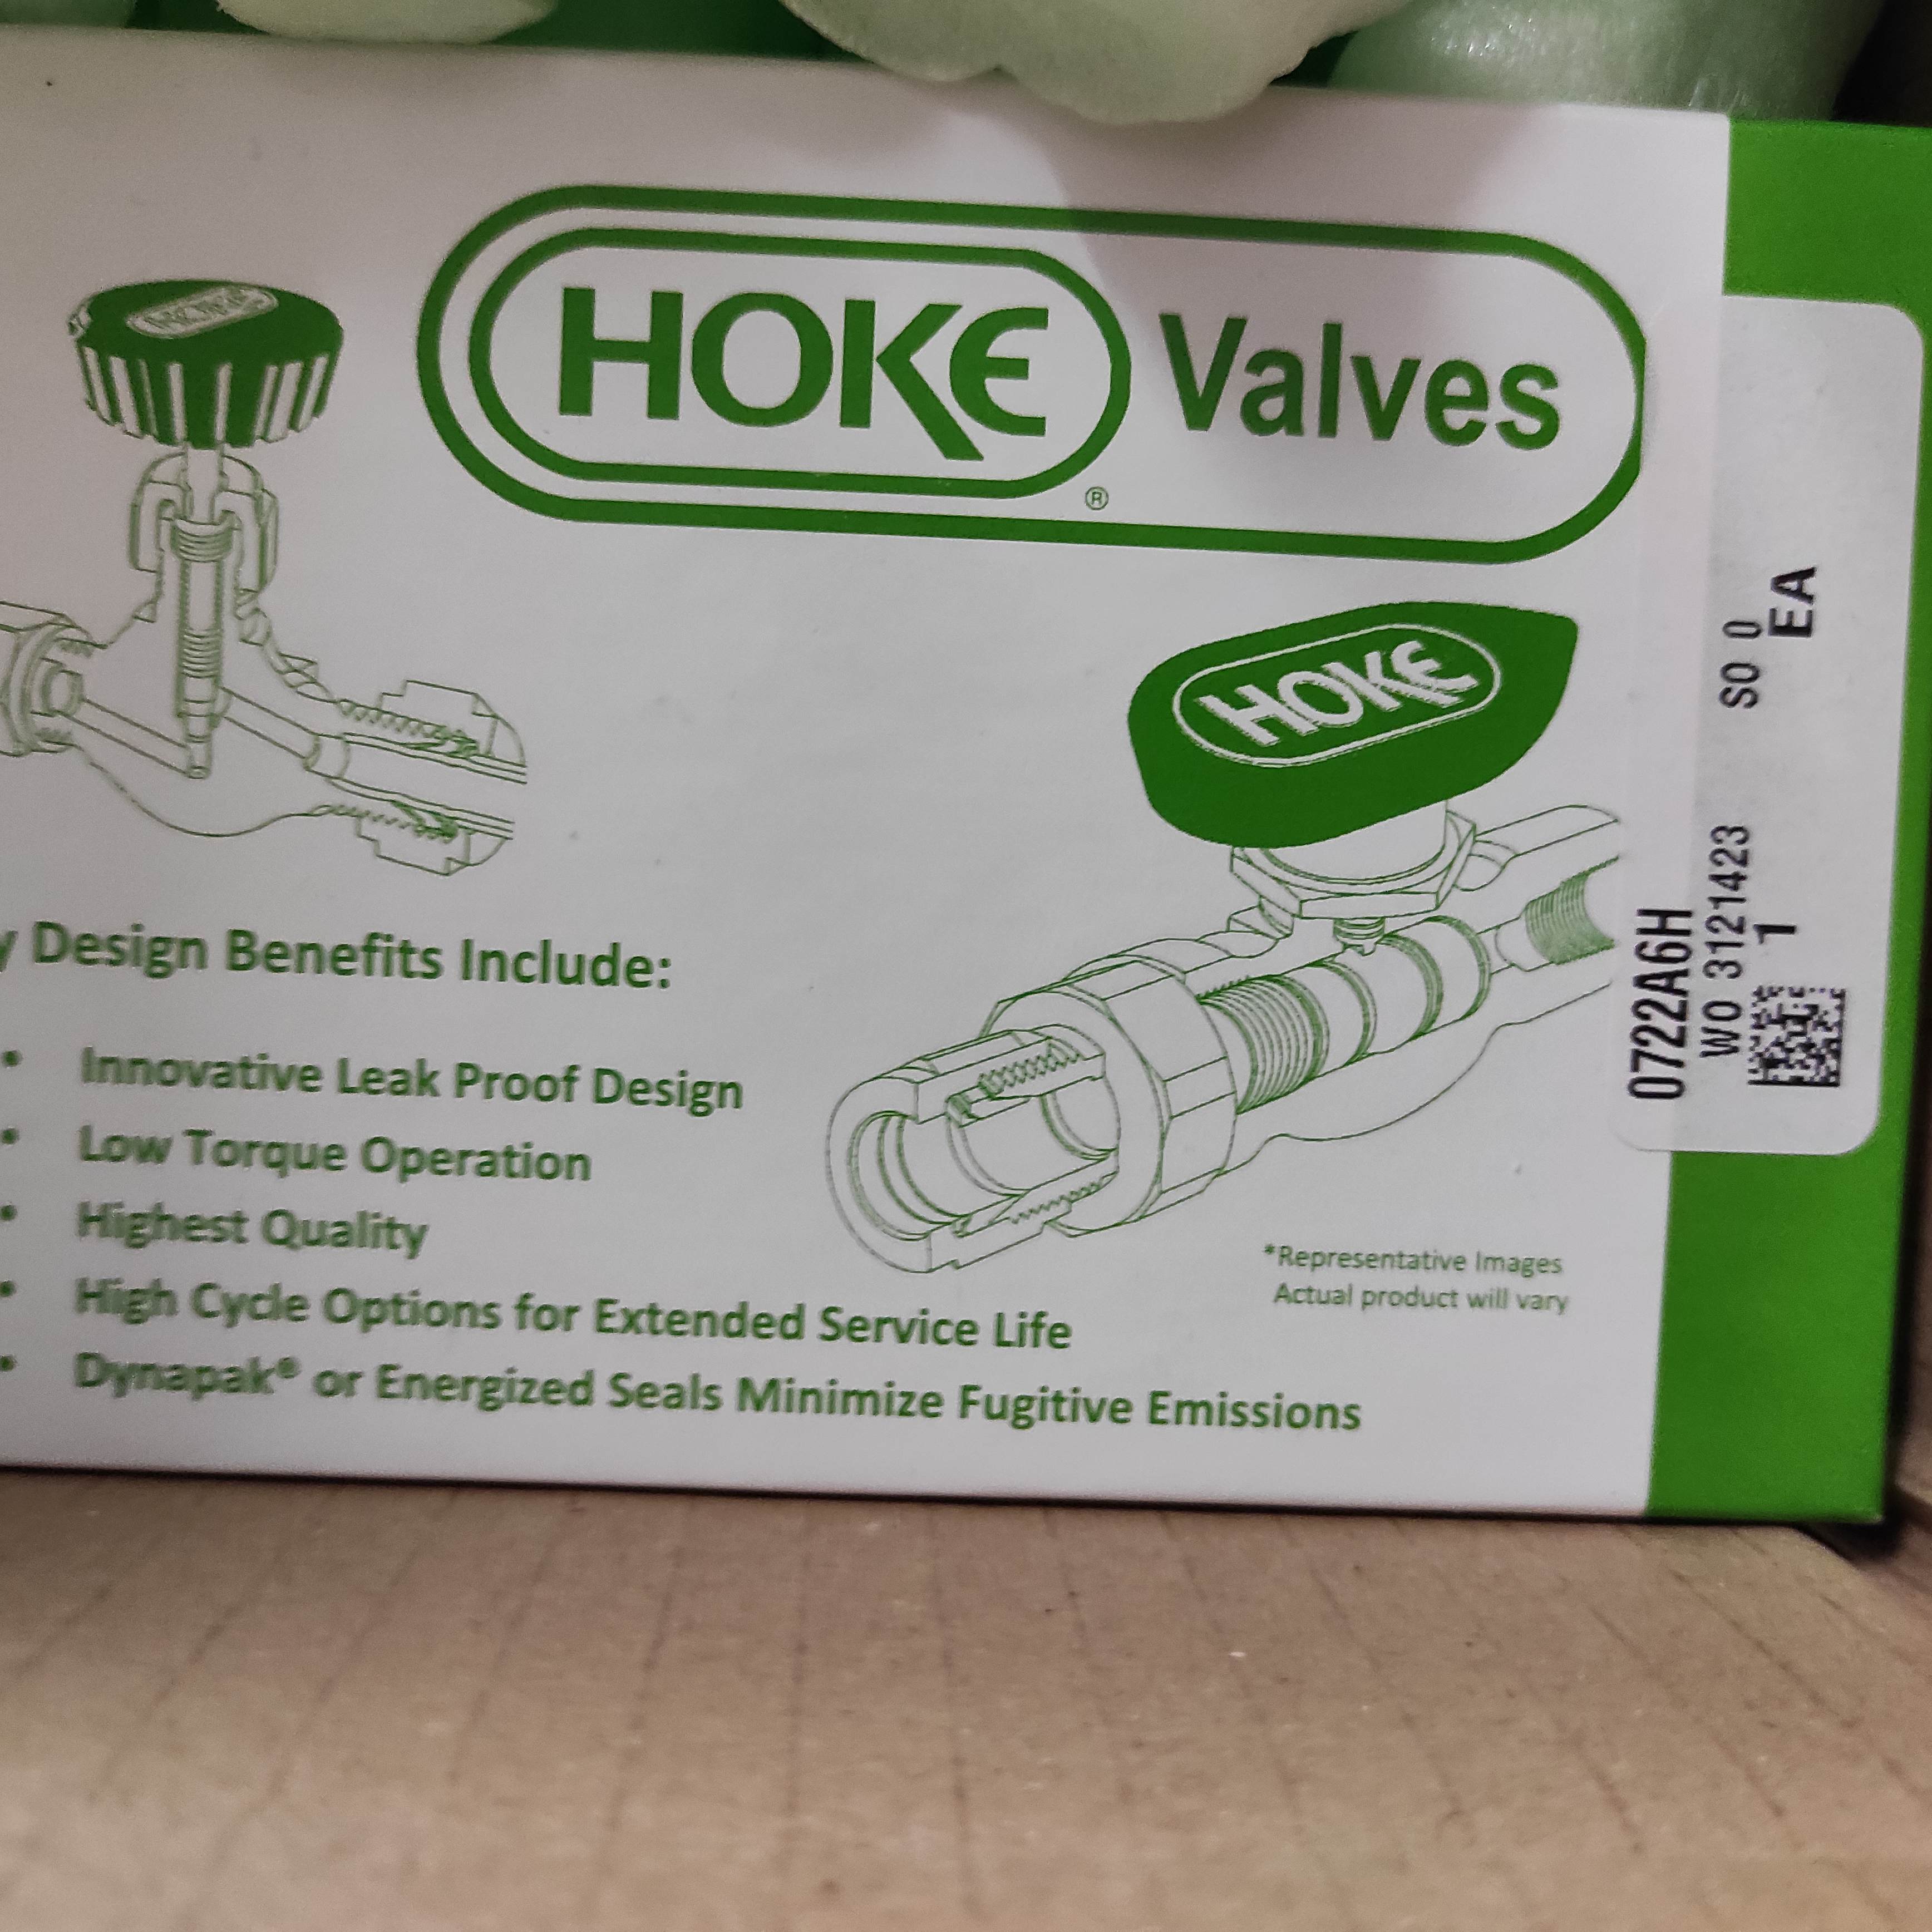 HOKE Valves
®
HOKE
y Design Benefits Include:
• Innovative Leak Proof Design
• Low Torque Operation
• Highest Quality
• High Cycle Options for Extended Service Life
• Dynapak® or Energized Seals Minimize Fugitive Emissions
*Representative Images
Actual product will vary
0722A6H
WO 3121423 SO 0
1 EA